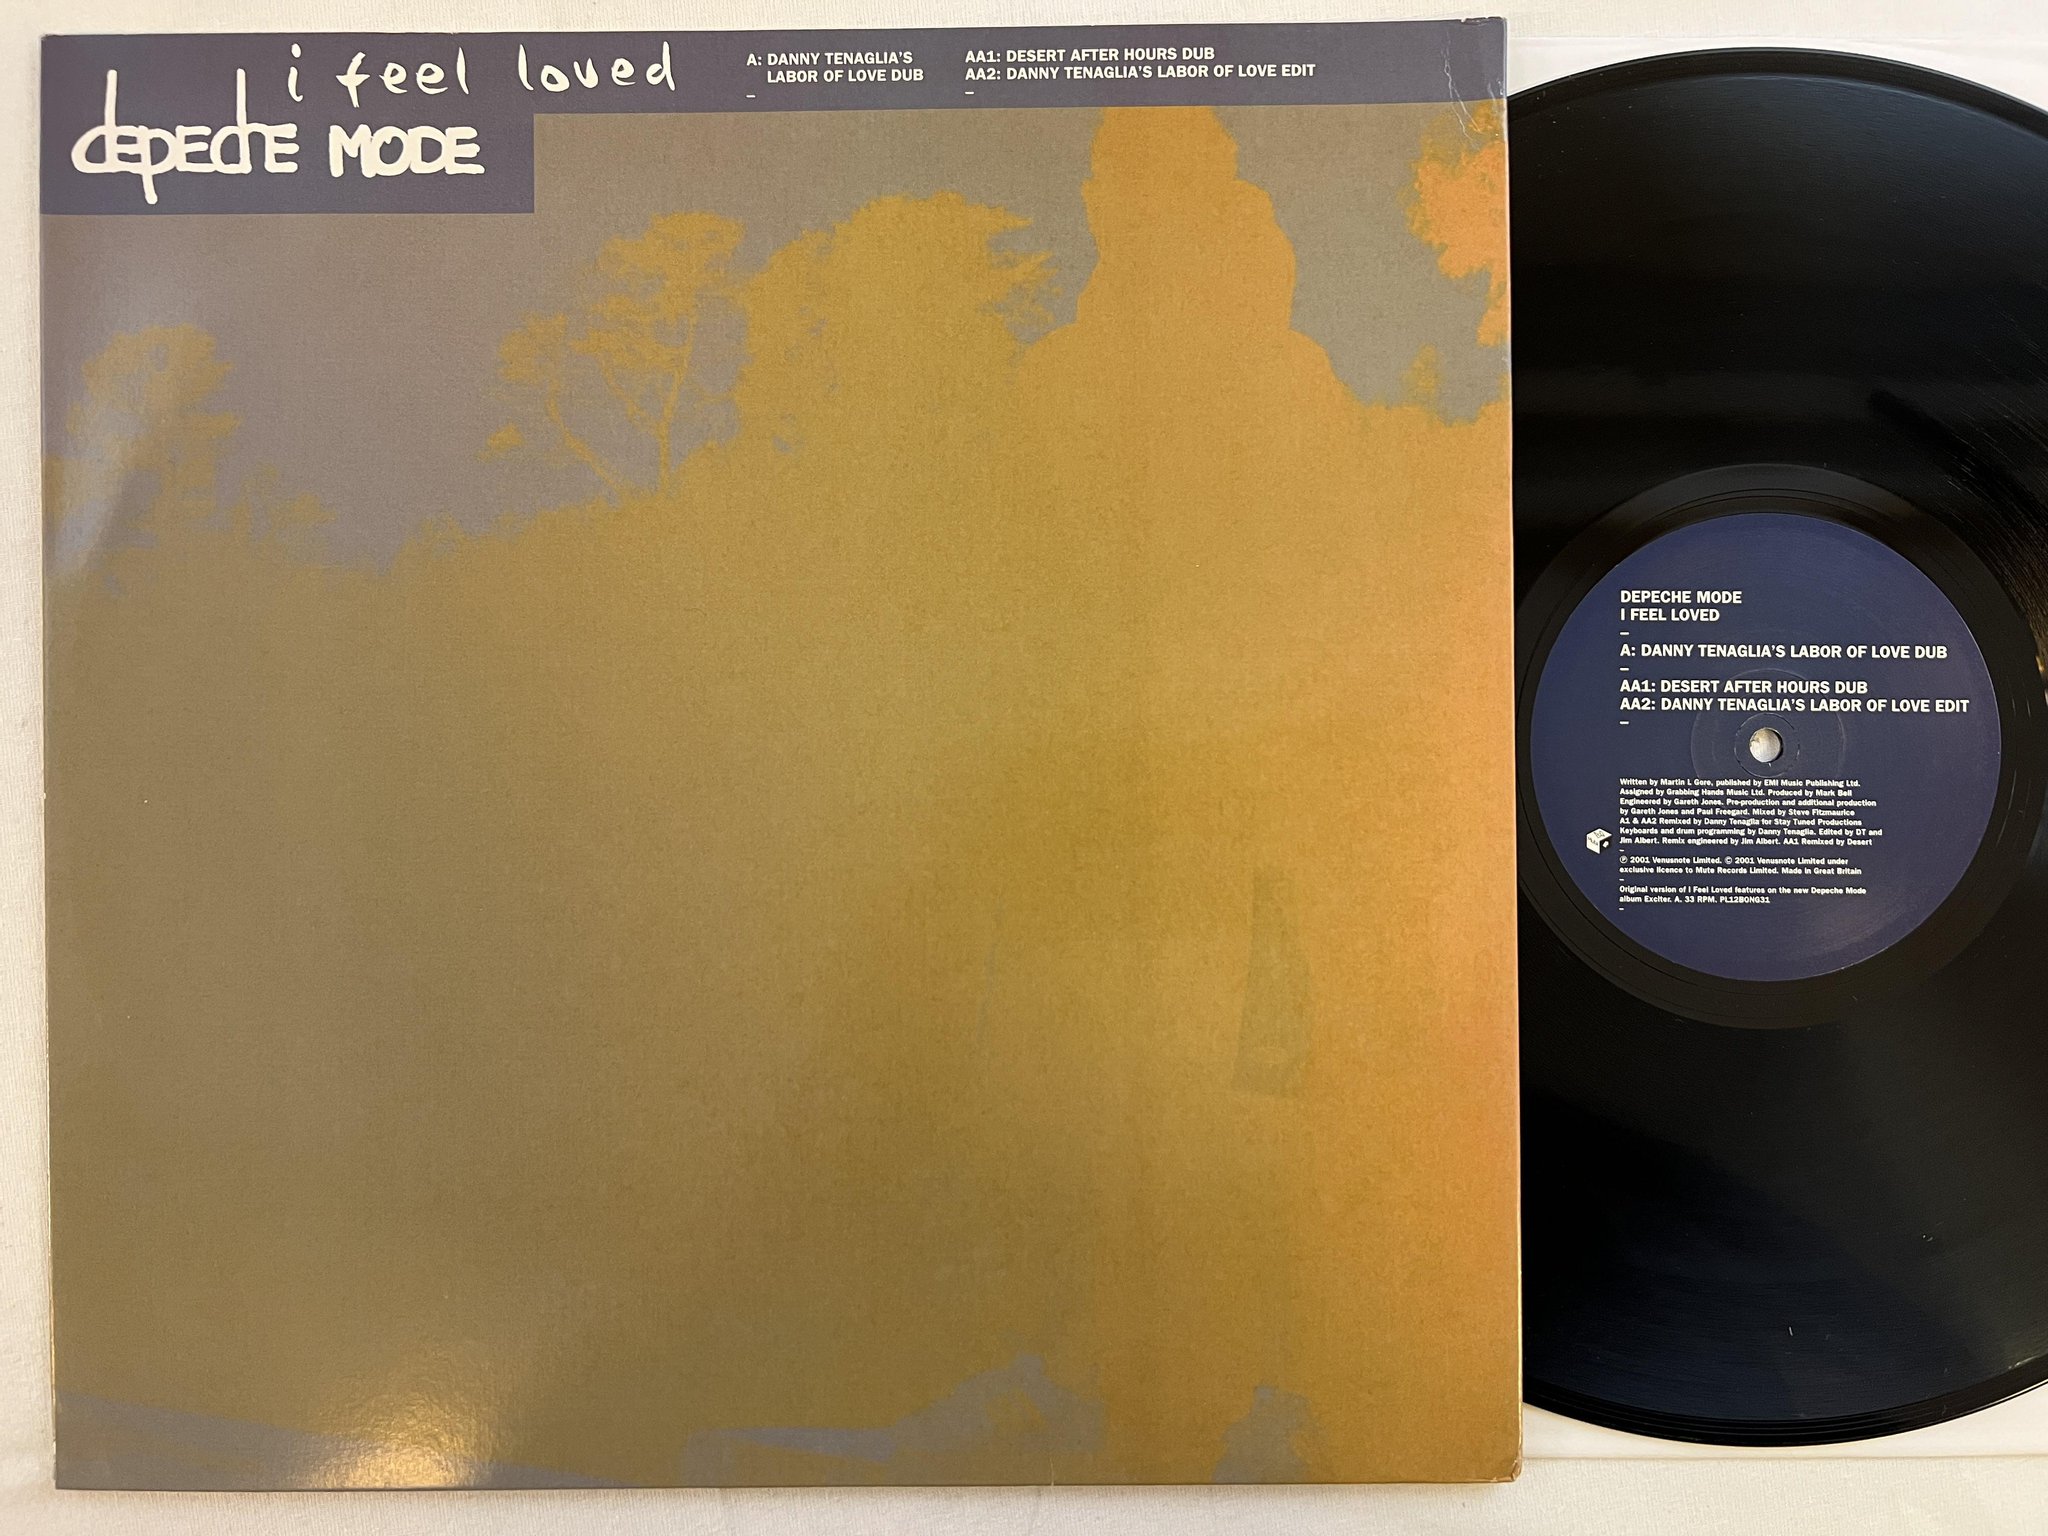 i feel loved
depeche MODE
A: DANNY TENAGLIA'S
LABOR OF LOVE DUB
–
AA1: DESERT AFTER HOURS DUB
AA2: DANNY TENAGLIA'S LABOR OF LOVE EDIT
–
DEPECHE MODE
I FEEL LOVED
–
A: DANNY TENAGLIA'S LABOR OF LOVE DUB
–
AA1: DESERT AFTER HOURS DUB
AA2: DANNY TENAGLIA'S LABOR OF LOVE EDIT
–
Written by Martin L Gore, published by EMI Music Publishing Ltd.
Assigned by Grabbing Hands Music Ltd. Produced by Mark Bell
Engineered by Gareth Jones. Pre-production and additional production
by Gareth Jones and Paul Freegard. Mixed by Steve Fitzmaurice
A1 & AA2 Remixed by Danny Tenaglia for Stay Tuned Productions
Keyboards and drum programming by Danny Tenaglia. Edited by DT and
Jim Albert. Remix engineered by Jim Albert. AA1 Remixed by Desert
–
℗ 2001 Venusnote Limited. © 2001 Venusnote Limited under
exclusive licence to Mute Records Limited. Made in Great Britain
–
Original version of I Feel Loved features on the new Depeche Mode
album Exciter. A. 33 RPM. PL12BONG31
–